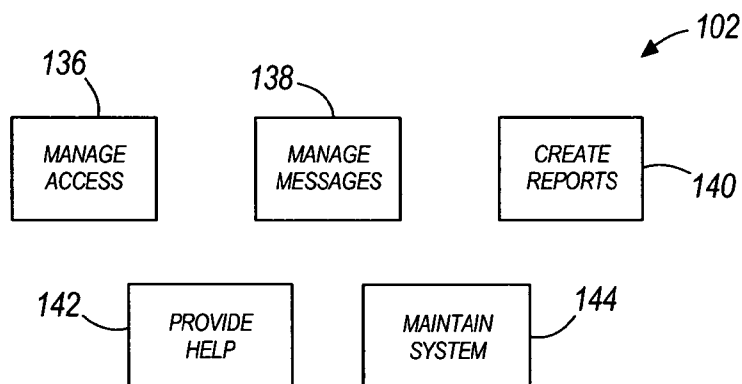 102
136
138
MANAGE
ACCESS
MANAGE
MESSAGES
CREATE
REPORTS
140
142
144
PROVIDE
HELP
MAINTAIN
SYSTEM